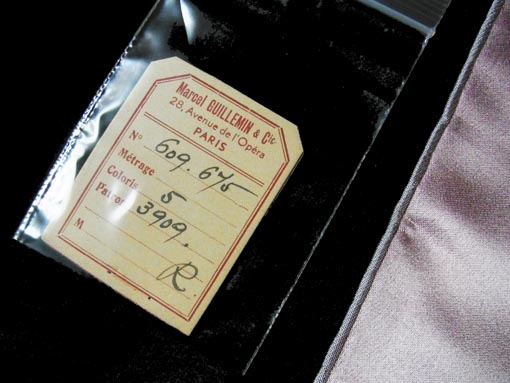 Marcel GUILLEMIN & Cie
28, Avenue de l'Opéra
PARIS
N° 609.675
Métrage
Coloris 5
Patron 3909.
M R.